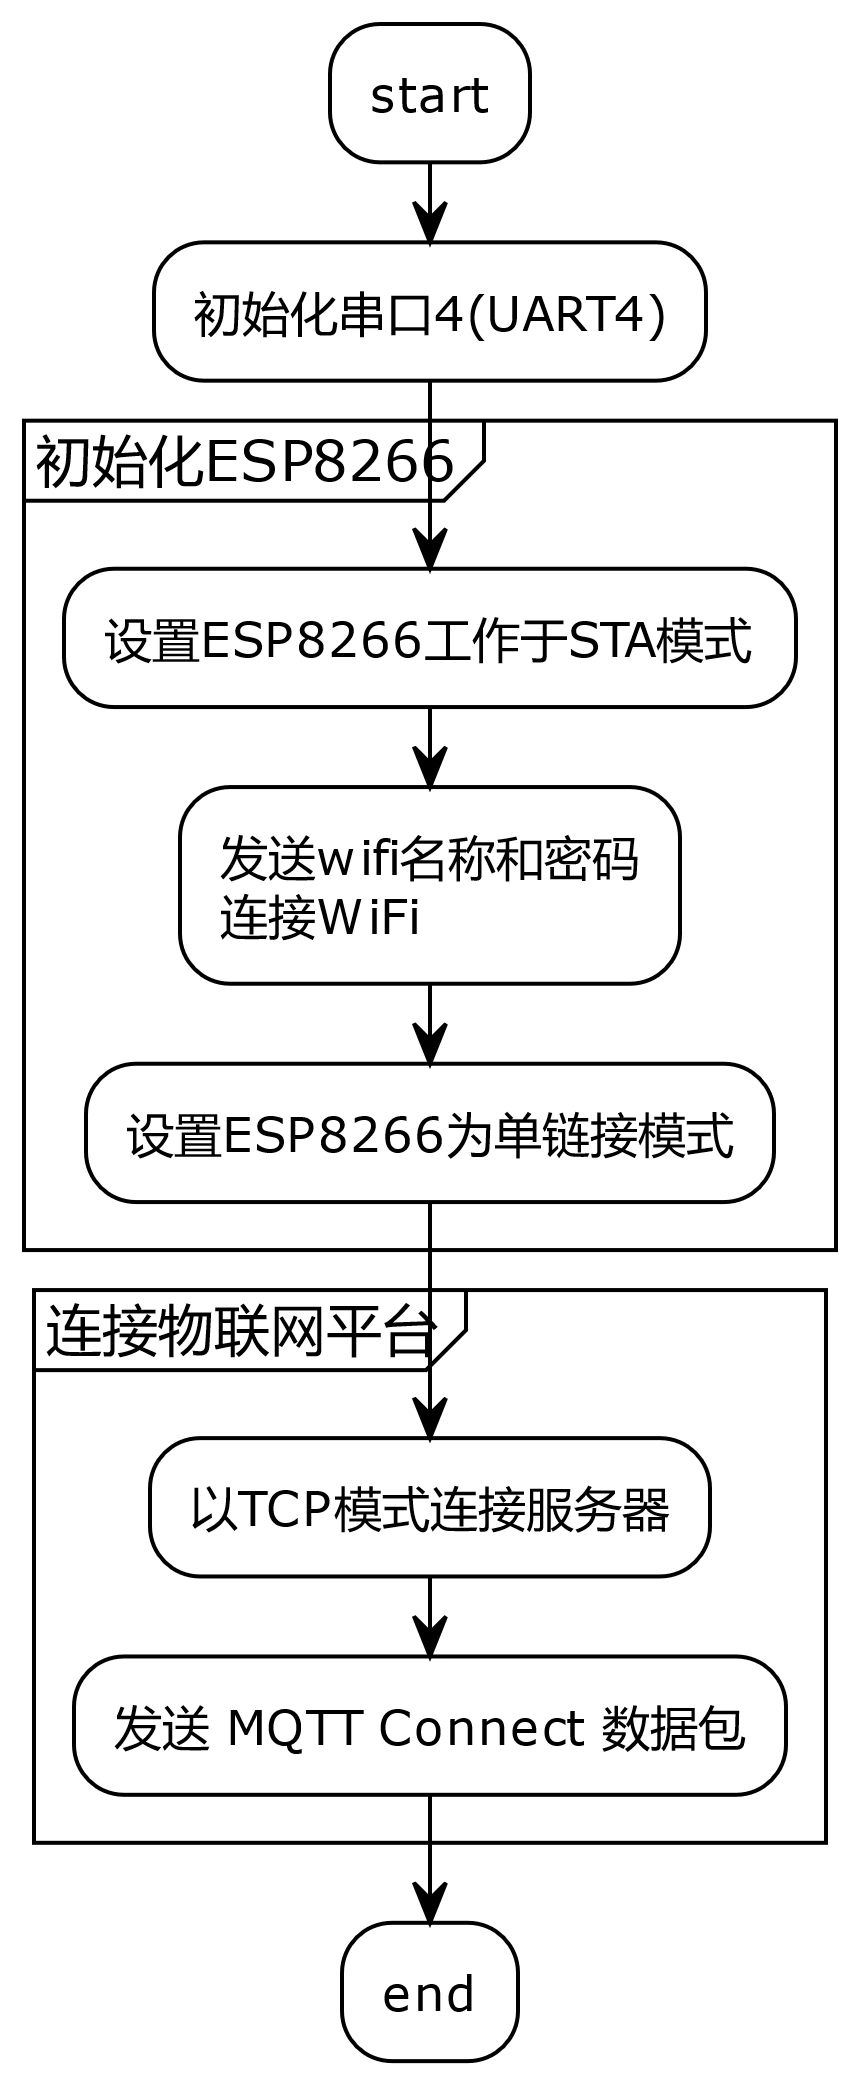 start
初始化串口4(UART4)
初始化ESP8266
设置ESP8266工作于STA模式
发送wifi名称和密码
连接WiFi
设置ESP8266为单链接模式
连接物联网平台
以TCP模式连接服务器
发送 MQTT Connect 数据包
end